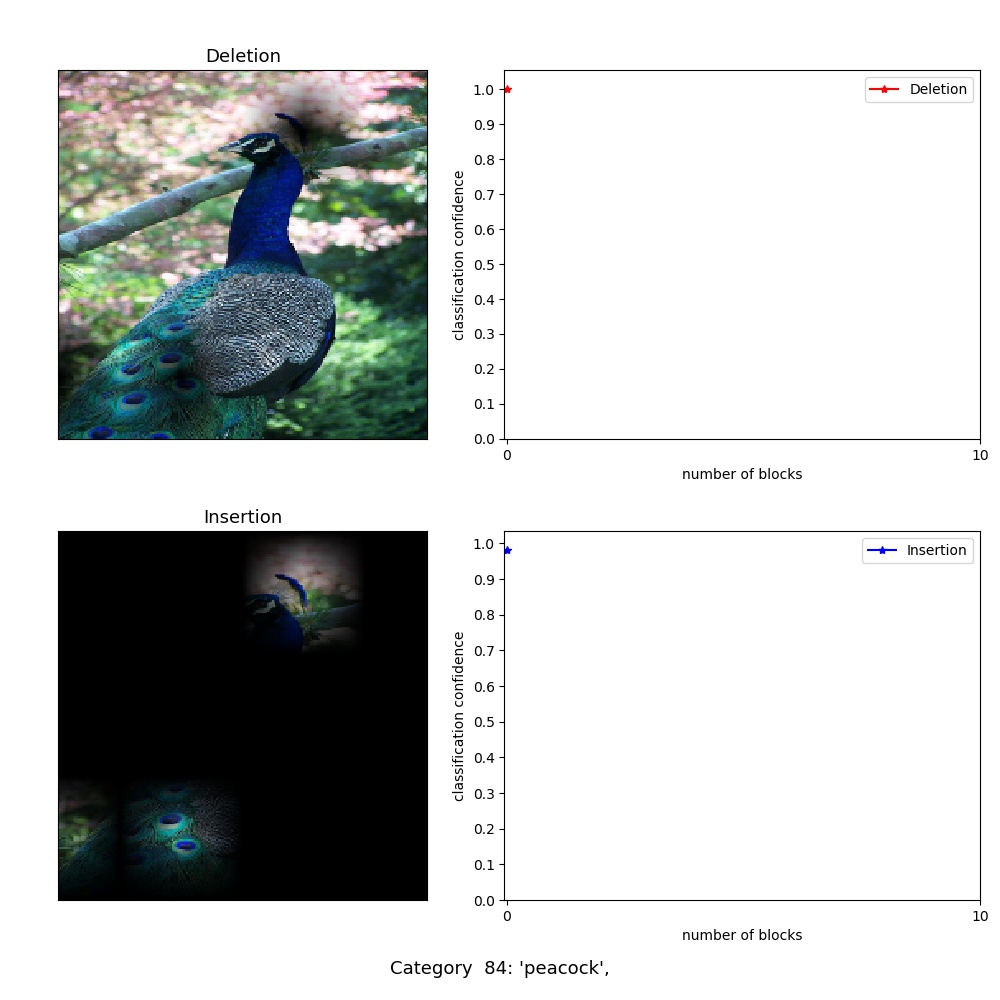 Deletion
1.0
0.9
0.8
0.7
0.6
0.5
0.4
0.3
0.2
0.1
0.0
classification confidence
Deletion
0
10
number of blocks
Insertion
1.0
0.9
0.8
0.7
0.6
0.5
0.4
0.3
0.2
0.1
0.0
classification confidence
Insertion
0
10
number of blocks
Category  84: 'peacock',